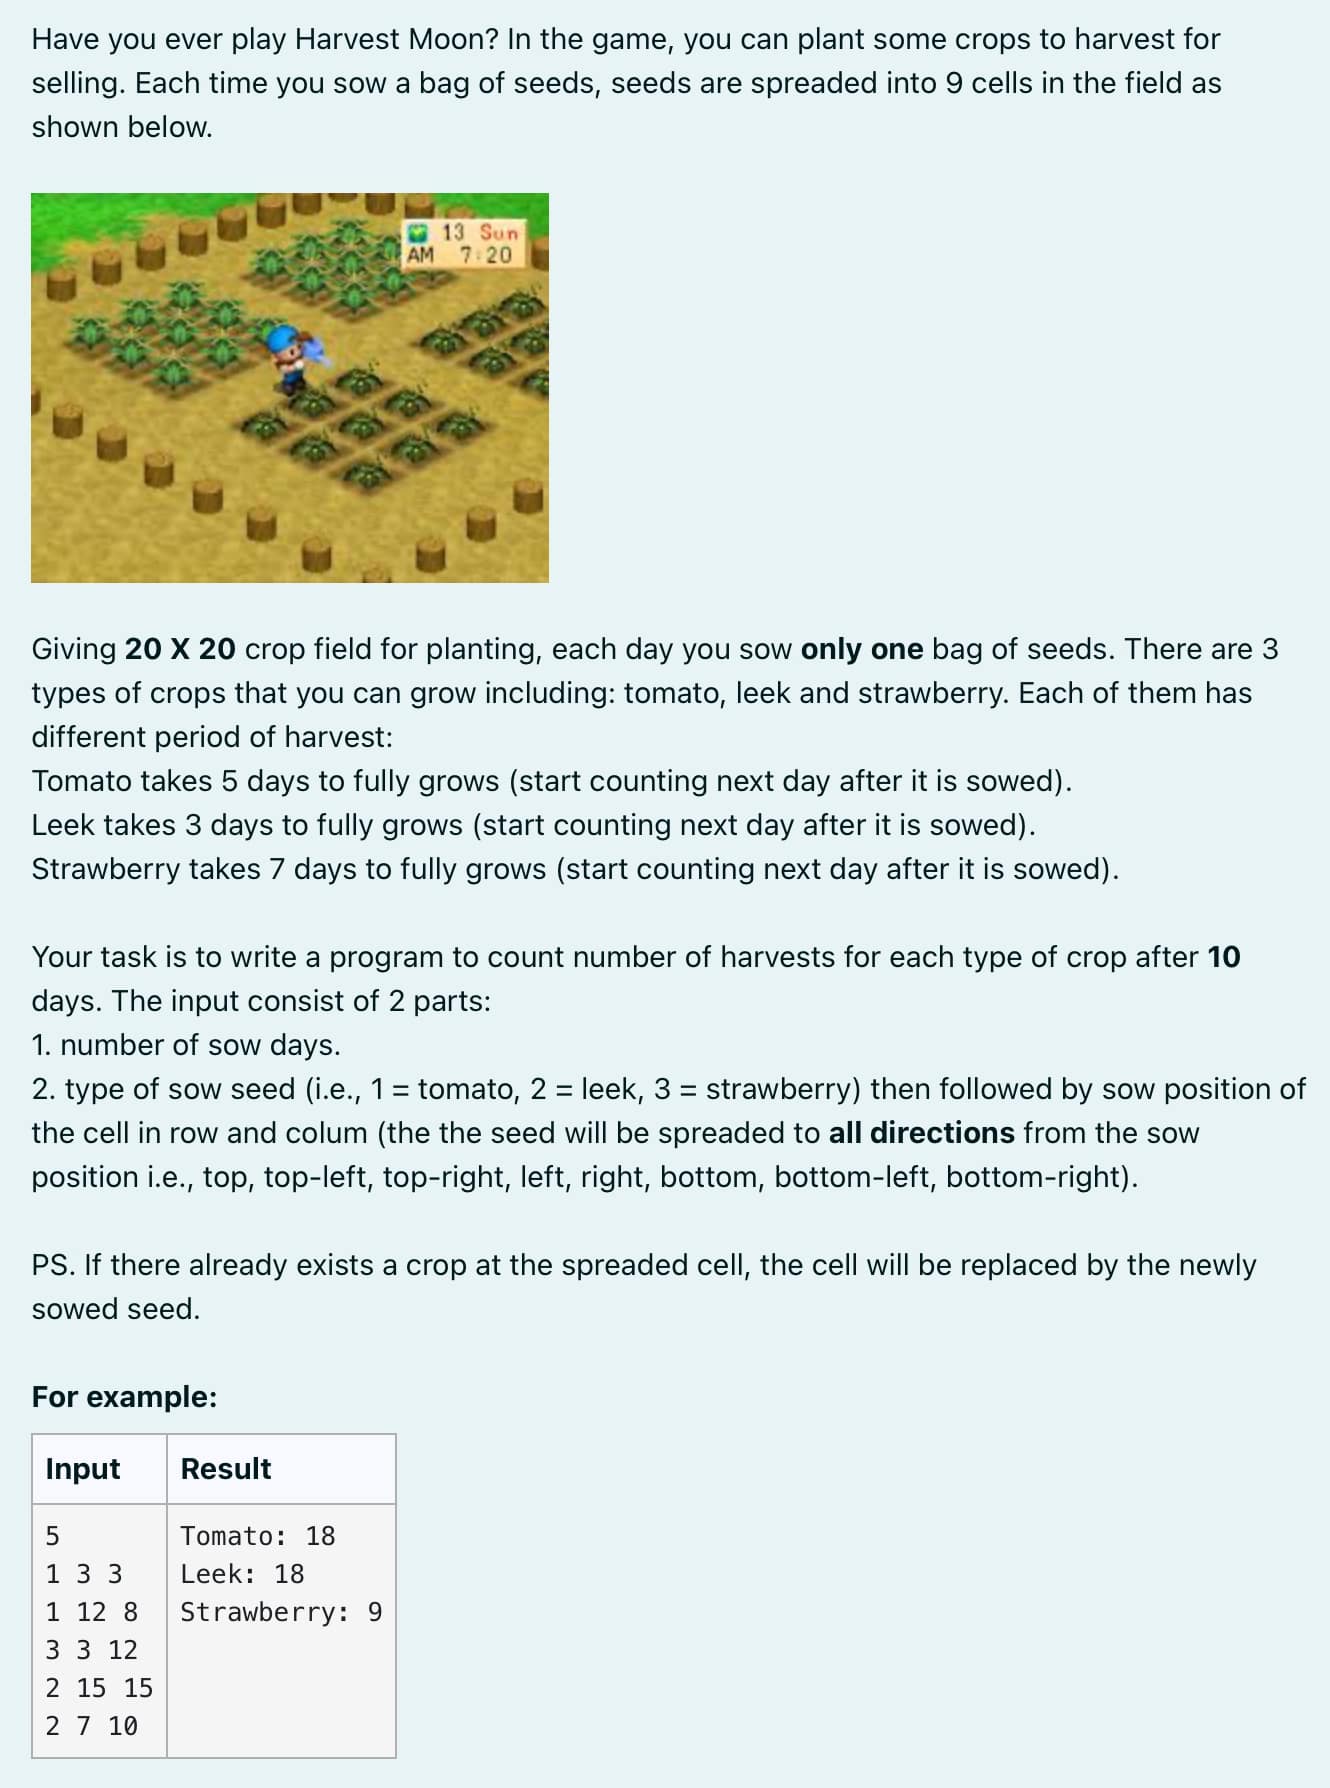 Have you ever play Harvest Moon? In the game, you can plant some crops to harvest for
selling. Each time you sow a bag of seeds, seeds are spreaded into 9 cells in the field as
shown below.
13 Sun
AM 7:20
Giving 20 X 20 crop field for planting, each day you sow only one bag of seeds. There are 3
types of crops that you can grow including: tomato, leek and strawberry. Each of them has
different period of harvest:
Tomato takes 5 days to fully grows (start counting next day after it is sowed).
Leek takes 3 days to fully grows (start counting next day after it is sowed).
Strawberry takes 7 days to fully grows (start counting next day after it is sowed).
Your task is to write a program to count number of harvests for each type of crop after 10
days. The input consist of 2 parts:
1. number of sow days.
2. type of sow seed (i.e., 1 = tomato, 2 = leek, 3 = strawberry) then followed by sow position of
the cell in row and colum (the the seed will be spreaded to all directions from the sow
position i.e., top, top-left, top-right, left, right, bottom, bottom-left, bottom-right).
PS. If there already exists a crop at the spreaded cell, the cell will be replaced by the newly
sowed seed.
For example:
Input Result
5 Tomato: 18
1 3 3 Leek: 18
1 12 8 Strawberry: 9
3 3 12
2 15 15
2 7 10